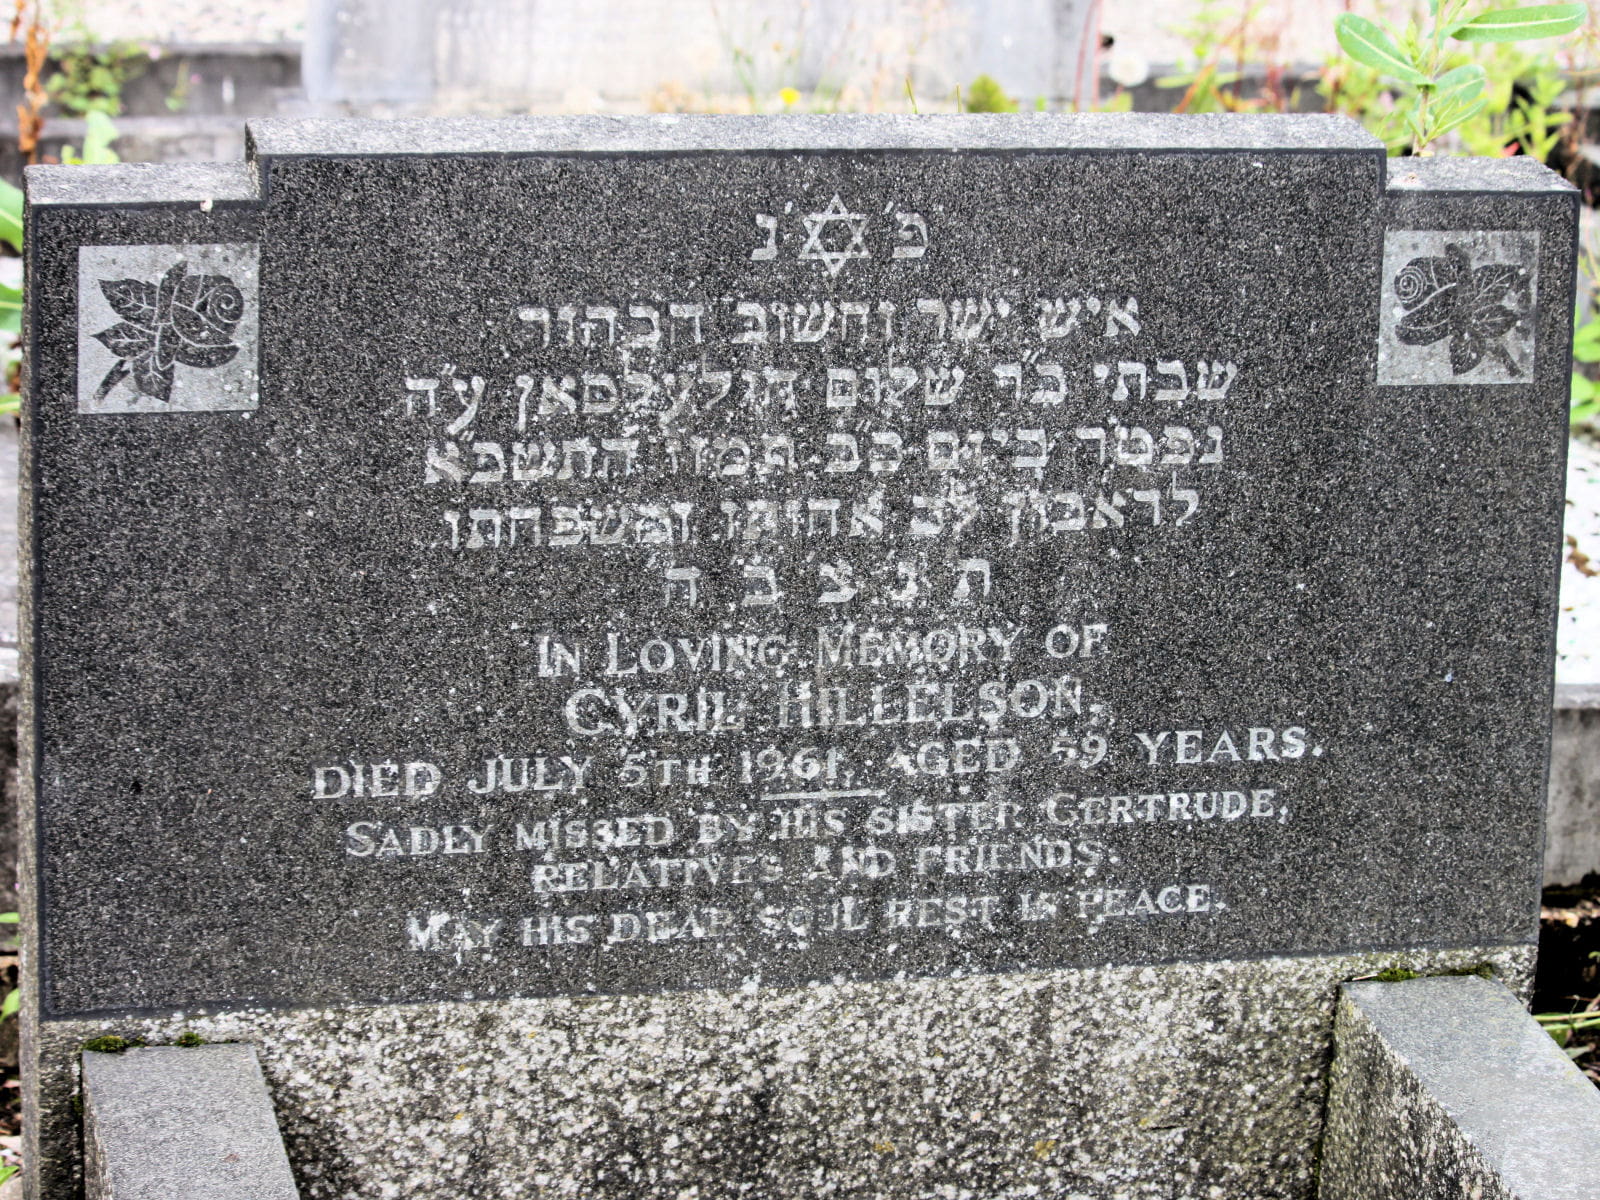 פ' נ'
איש ישר וחשוב הבחור
שבתי ב"ר שלום הללעלסאן ע"ה
נפטר ביום כ"ב תמוז התשכ"א
לדאבון לב אחותו ומשפחתו
ת' נ' צ' ב' ה'
IN LOVING MEMORY OF
CYRIL HILLELSON,
DIED JULY 5TH 1961, AGED 59 YEARS.
SADLY MISSED BY HIS SISTER GERTRUDE,
RELATIVES AND FRIENDS.
MAY HIS DEAR SOUL REST IN PEACE.